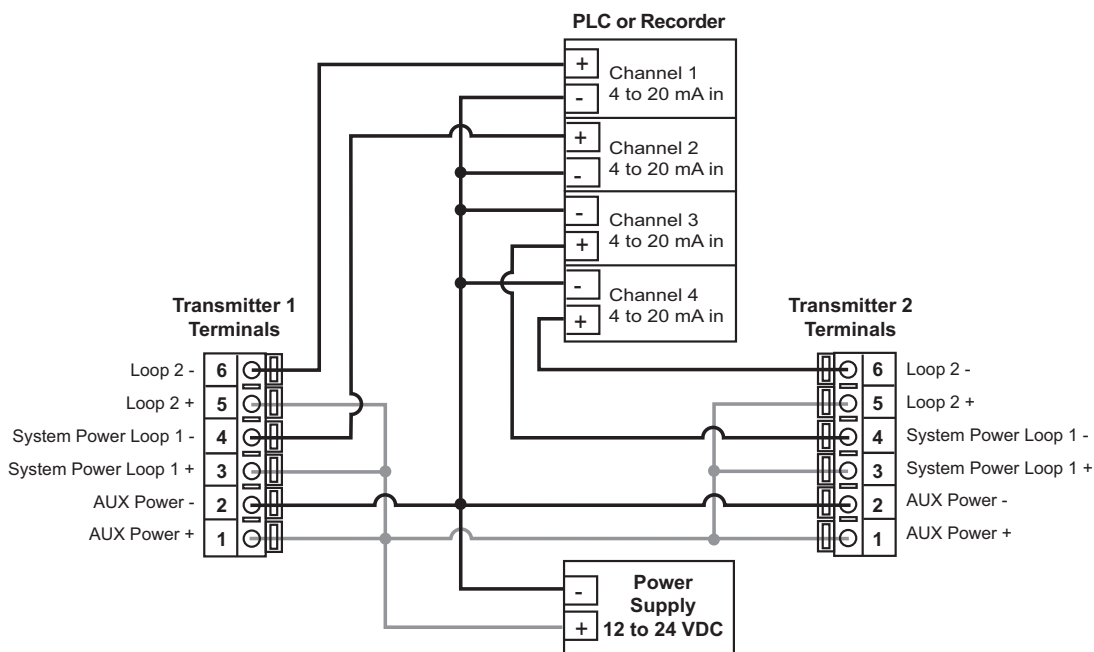 PLC or Recorder
+
Channel 1
4 to 20 mA in
-
+
Channel 2
4 to 20 mA in
-
-
Channel 3
4 to 20 mA in
+
-
Channel 4
4 to 20 mA in
+
Transmitter 1
Terminals
Loop 2 - 6
Loop 2 + 5
System Power Loop 1 - 4
System Power Loop 1 + 3
AUX Power - 2
AUX Power + 1
Transmitter 2
Terminals
6 Loop 2 -
5 Loop 2 +
4 System Power Loop 1 -
3 System Power Loop 1 +
2 AUX Power -
1 AUX Power +
-
+
Power
Supply
12 to 24 VDC